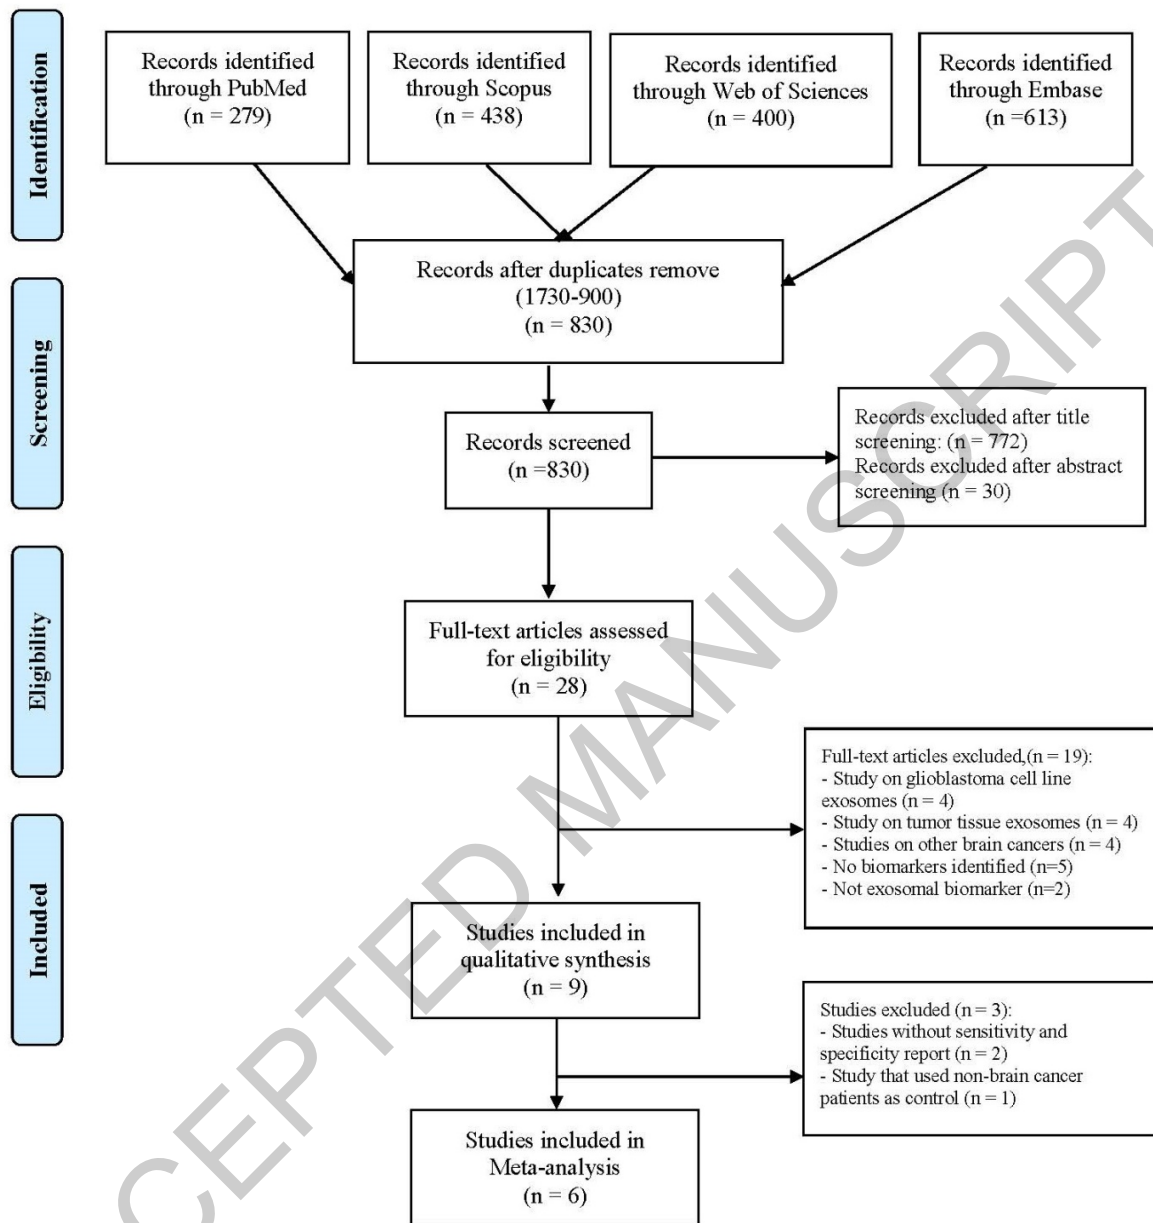 Identification
Records identified
through PubMed
(n = 279)
Records identified
through Scopus
(n = 438)
Records identified
through Web of Sciences
(n = 400)
Records identified
through Embase
(n =613)
Records after duplicates remove
(1730-900)
(n = 830)
Screening
Records screened
(n =830)
Records excluded after title
screening: (n = 772)
Records excluded after abstract
screening (n = 30)
Eligibility
Full-text articles assessed
for eligibility
(n = 28)
Full-text articles excluded,(n = 19):
- Study on glioblastoma cell line
exosomes (n = 4)
- Study on tumor tissue exosomes (n = 4)
- Studies on other brain cancers (n = 4)
- No biomarkers identified (n=5)
- Not exosomal biomarker (n=2)
Included
Studies included in
qualitative synthesis
(n = 9)
Studies excluded (n = 3):
- Studies without sensitivity and
specificity report (n = 2)
- Study that used non-brain cancer
patients as control (n = 1)
Studies included in
Meta-analysis
(n = 6)
CEPTED MANUSCRIPT